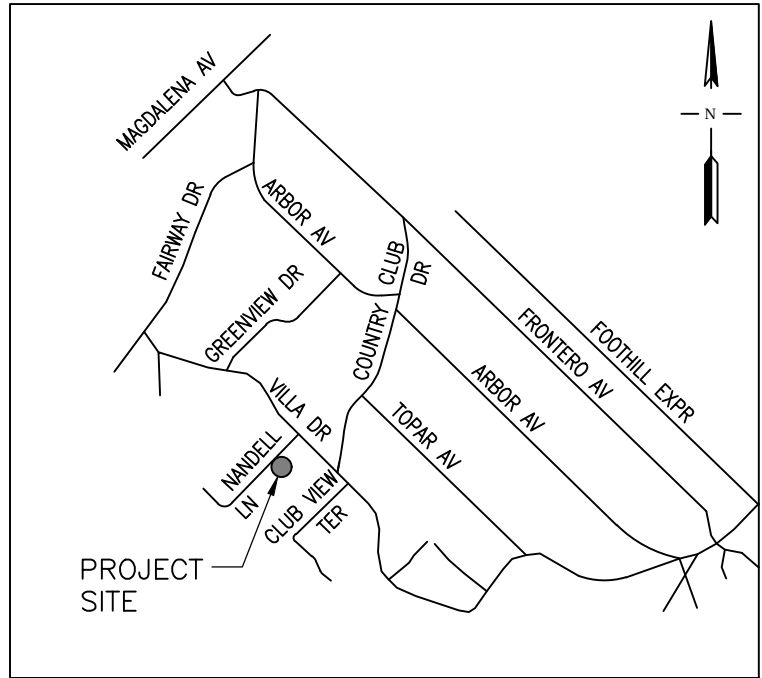 MAGDALENA AV
N
FAIRWAY DR
ARBOR AV
CLUB
DR
GREENVIEW DR
COUNTRY
FOOTHILL EXPR
FRONTERO AV
ARBOR AV
VILLA DR
TOPAR AV
NANDELL
LN
CLUB VIEW
TER
PROJECT
SITE